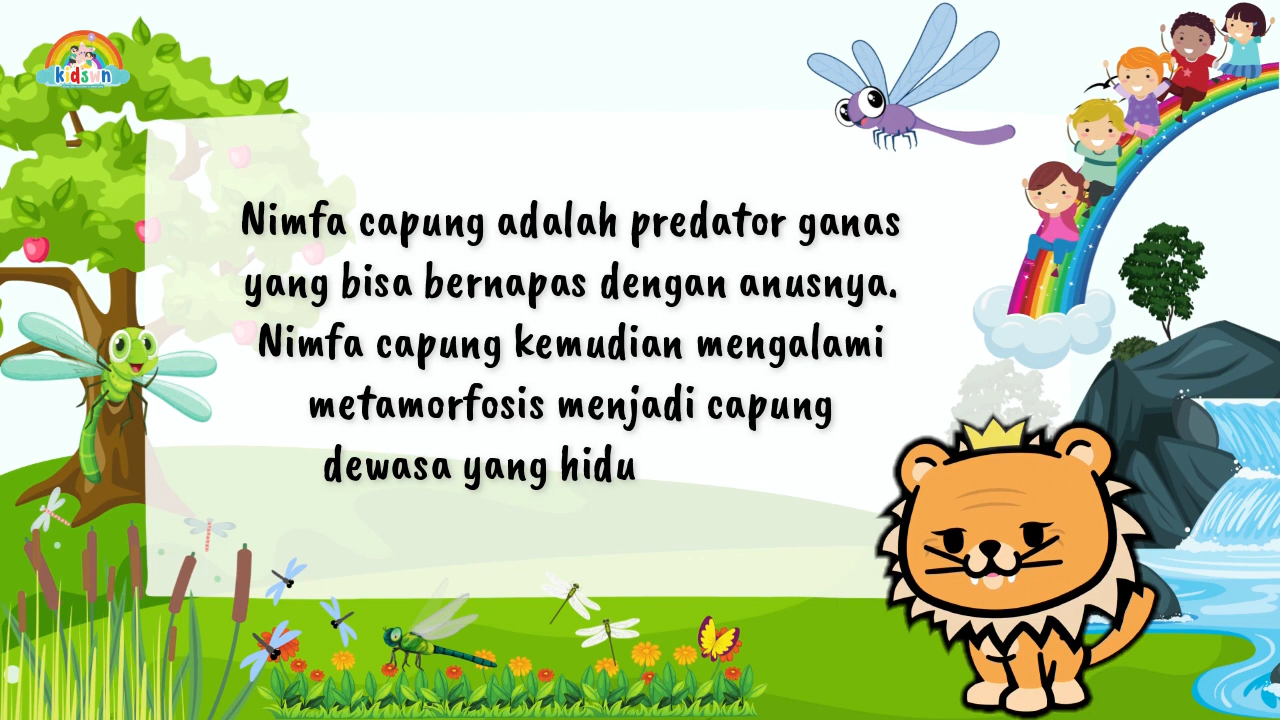 kidswn
Nimfa capung adalah predator ganas
yang bisa bernapas dengan anusnya.
Nimfa capung kemudian mengalami
metamorfosis menjadi capung
dewasa yang hidu